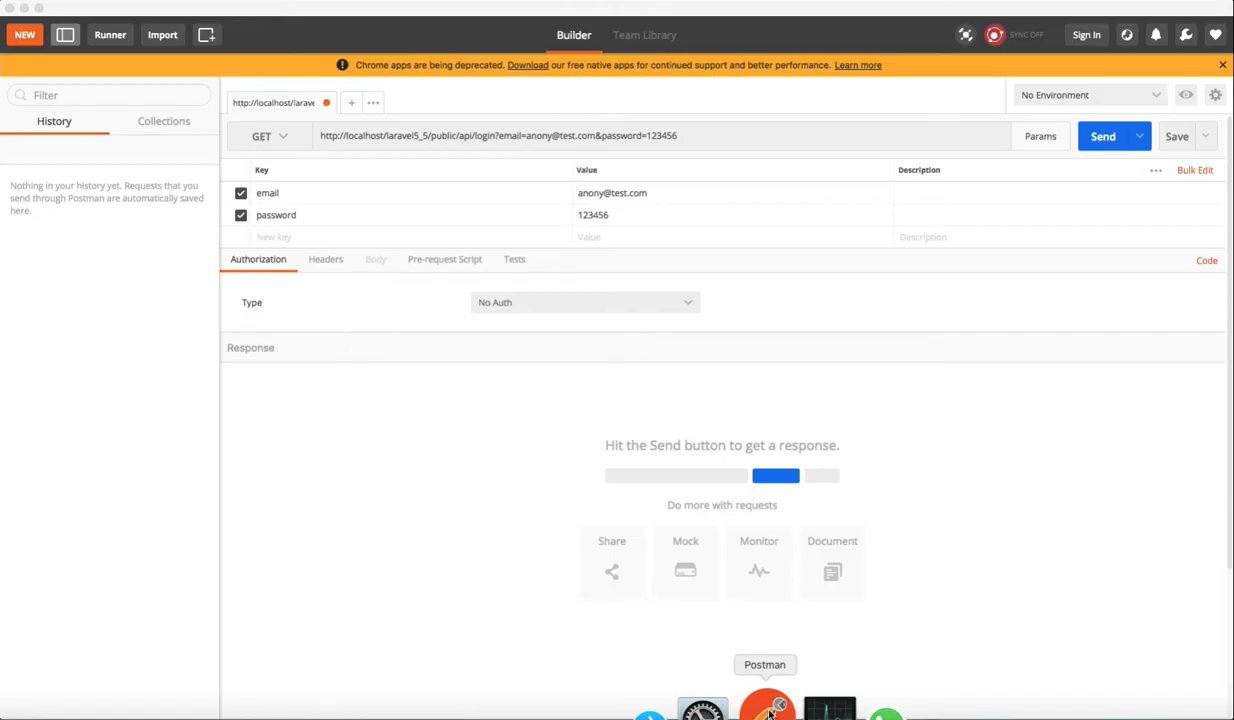 NEW
Runner
Import
Builder
Team Library
SYNC OFF
Sign In
Chrome apps are being deprecated. Download our free native apps for continued support and better performance. Learn more
Filter
History
Collections
Nothing in your history yet. Requests that you
send through Postman are automatically saved
here.
http://localhost/larave
No Environment
GET
http://localhost/laravel5_5/public/api/login?email=anony@test.com&password=123456
Params
Send
Save
Key
Value
Description
Bulk Edit
email
anony@test.com
password
123456
New key
Value
Description
Authorization
Headers
Body
Pre-request Script
Tests
Code
Type
No Auth
Response
Hit the Send button to get a response.
Do more with requests
Share
Mock
Monitor
Document
Postman